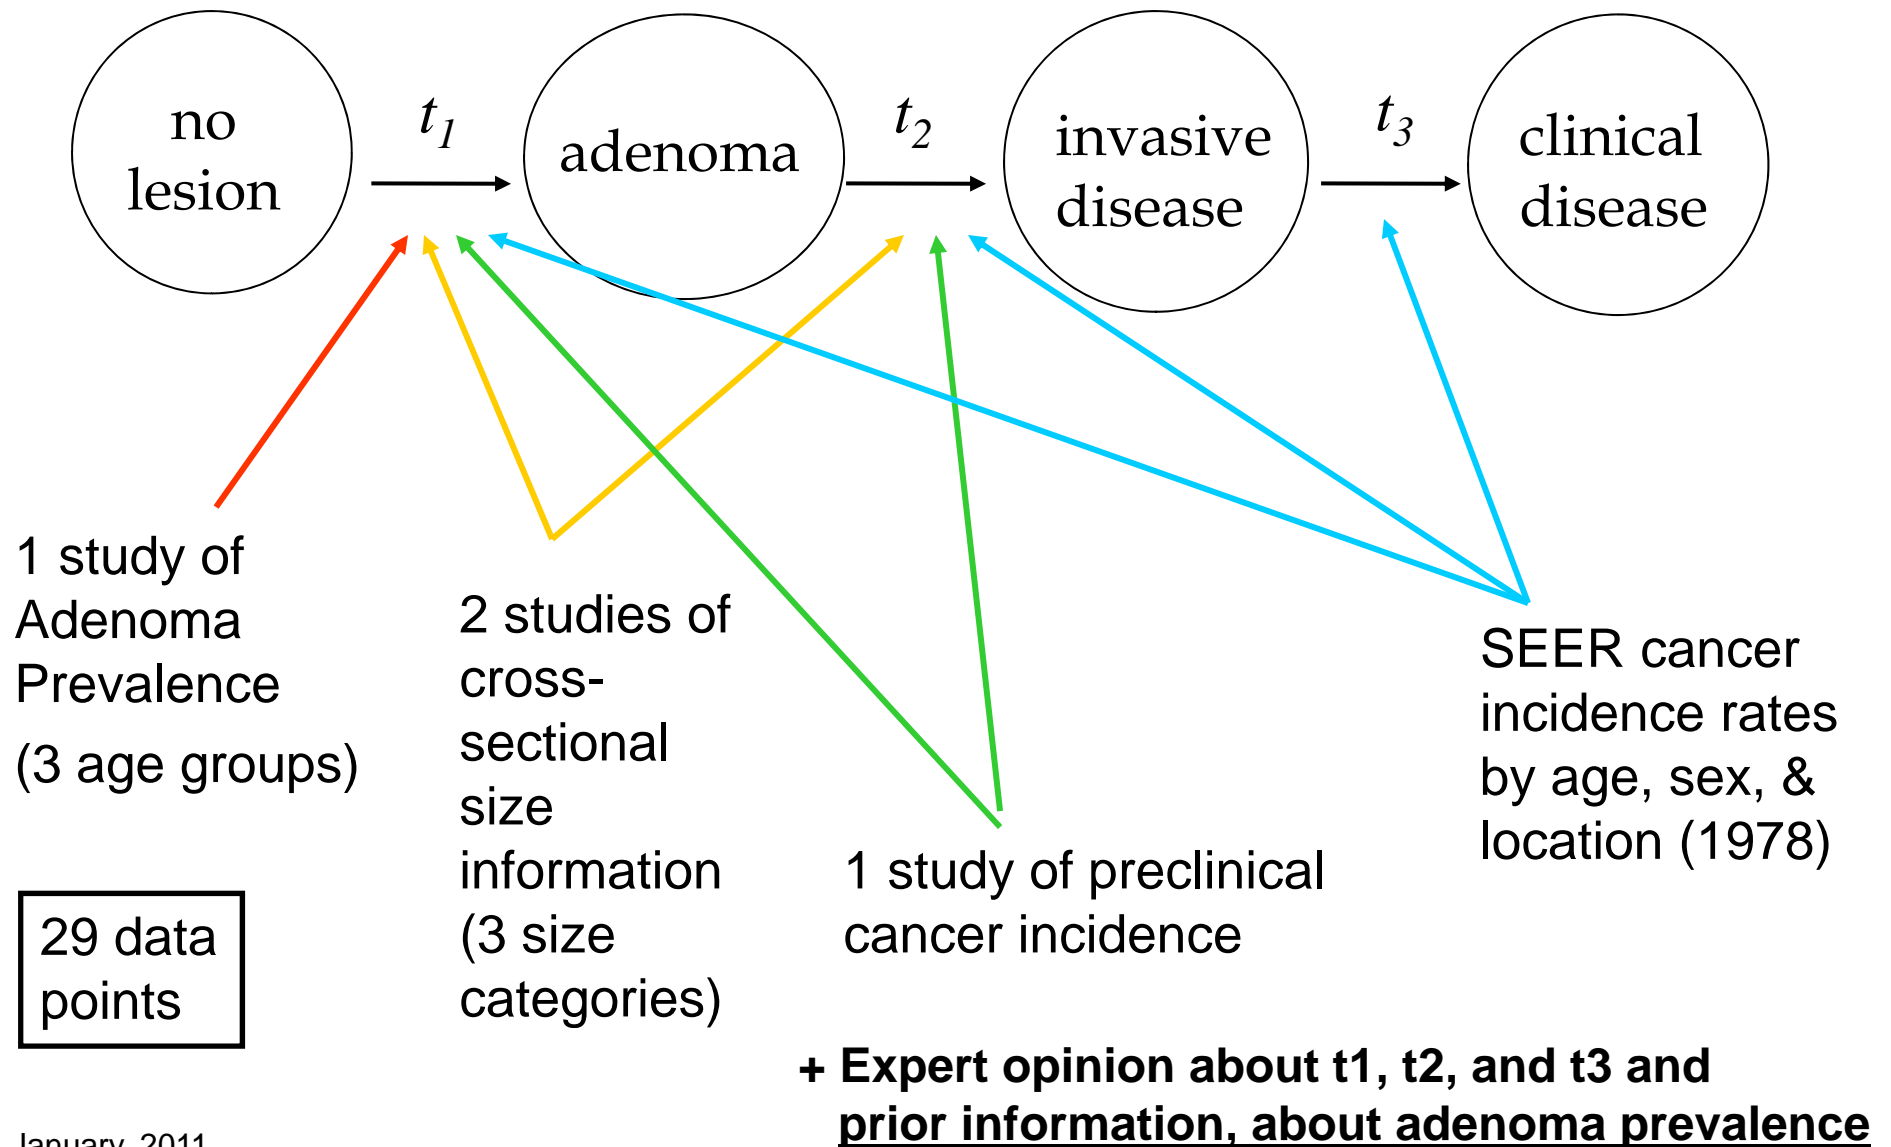 no
lesion
t1
adenoma
t2
invasive
disease
t3
clinical
disease
1 study of
Adenoma
Prevalence
(3 age groups)
2 studies of
cross-
sectional
size
information
(3 size
categories)
1 study of preclinical
cancer incidence
SEER cancer
incidence rates
by age, sex, &
location (1978)
29 data
points
+ Expert opinion about t1, t2, and t3 and
prior information, about adenoma prevalence
January, 2011